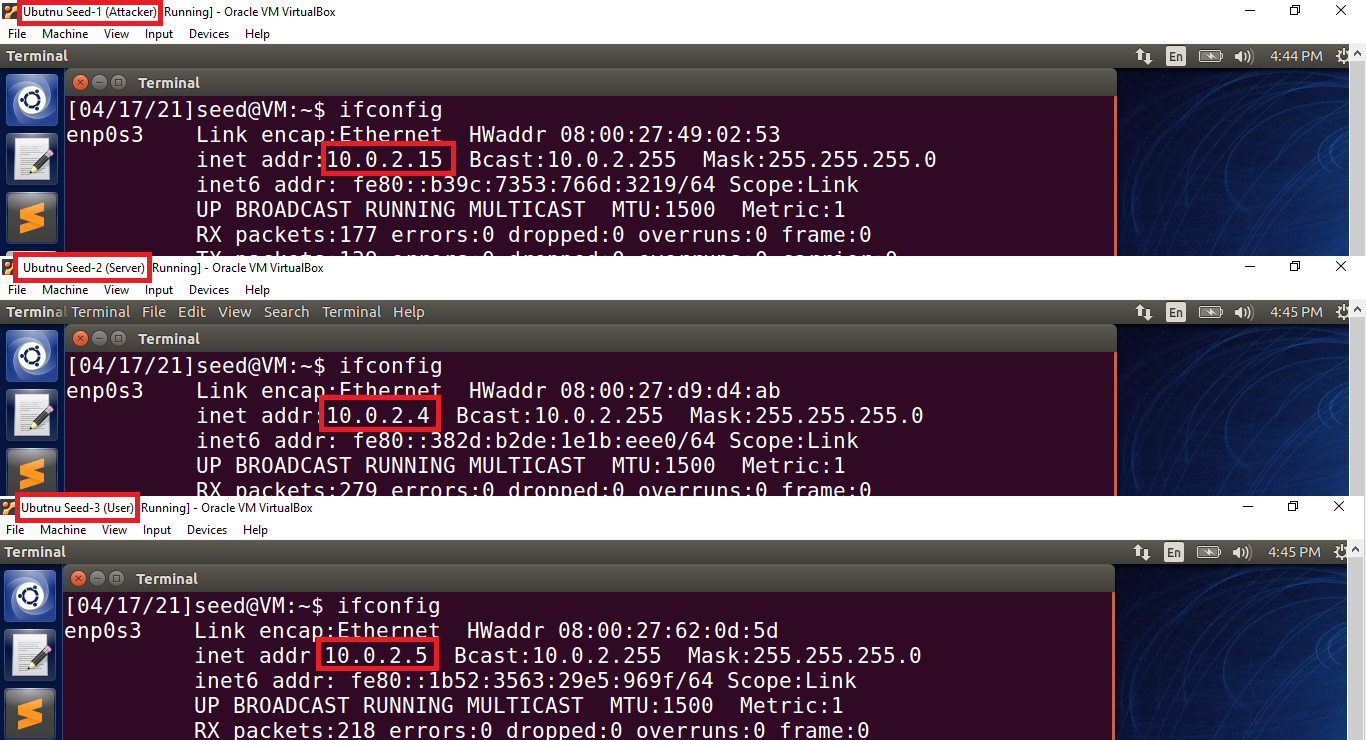 Ubutnu Seed-1 (Attacker) Running] - Oracle VM VirtualBox
File Machine View Input Devices Help
Terminal En 4:44 PM
Terminal
[04/17/21]seed@VM:~$ ifconfig
enp0s3 Link encap:Ethernet HWaddr 08:00:27:49:02:53
inet addr:10.0.2.15 Bcast:10.0.2.255 Mask:255.255.255.0
inet6 addr: fe80::b39c:7353:766d:3219/64 Scope:Link
UP BROADCAST RUNNING MULTICAST MTU:1500 Metric:1
RX packets:177 errors:0 dropped:0 overruns:0 frame:0
TX packets:139 errors:0 dropped:0 overruns:0 carrier:0
Ubutnu Seed-2 (Server) Running] - Oracle VM VirtualBox
File Machine View Input Devices Help
Terminal Terminal File Edit View Search Terminal Help En 4:45 PM
Terminal
[04/17/21]seed@VM:~$ ifconfig
enp0s3 Link encap:Ethernet HWaddr 08:00:27:d9:d4:ab
inet addr:10.0.2.4 Bcast:10.0.2.255 Mask:255.255.255.0
inet6 addr: fe80::382d:b2de:1e1b:eee0/64 Scope:Link
UP BROADCAST RUNNING MULTICAST MTU:1500 Metric:1
RX packets:279 errors:0 dropped:0 overruns:0 frame:0
Ubutnu Seed-3 (User) Running] - Oracle VM VirtualBox
File Machine View Input Devices Help
Terminal En 4:45 PM
Terminal
[04/17/21]seed@VM:~$ ifconfig
enp0s3 Link encap:Ethernet HWaddr 08:00:27:62:0d:5d
inet addr 10.0.2.5 Bcast:10.0.2.255 Mask:255.255.255.0
inet6 addr: fe80::1b52:3563:29e5:969f/64 Scope:Link
UP BROADCAST RUNNING MULTICAST MTU:1500 Metric:1
RX packets:218 errors:0 dropped:0 overruns:0 frame:0